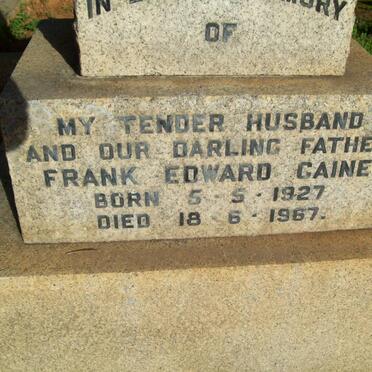 IN
OF
MY TENDER HUSBAND
AND OUR DARLING FATHE
FRANK EDWARD GAINE
BORN 5-5-1927
DIED 18-6-1967.